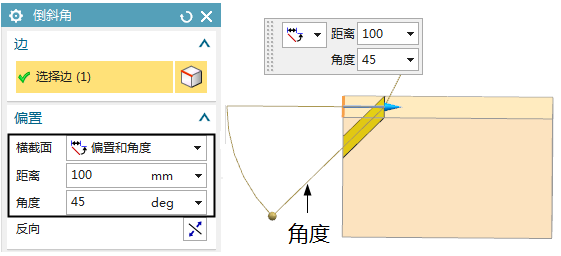 倒斜角
边
选择边 (1)
偏置
横截面 偏置和角度
距离 100 mm
角度 45 deg
反向
距离 100
角度 45
角度